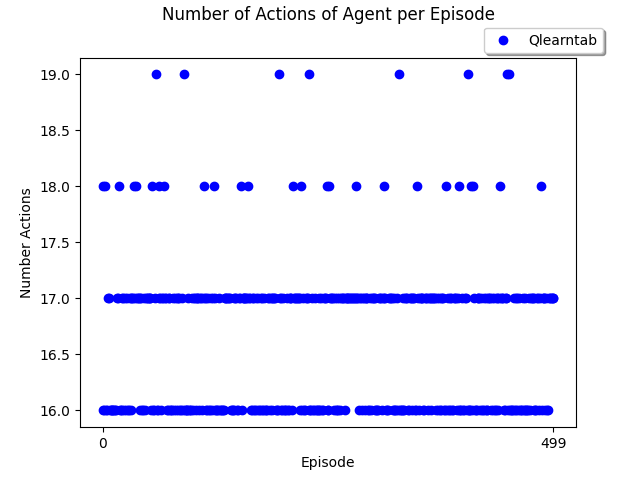 Number of Actions of Agent per Episode
Qlearntab
19.0
18.5
18.0
17.5
17.0
16.5
16.0
Number Actions
0 499
Episode